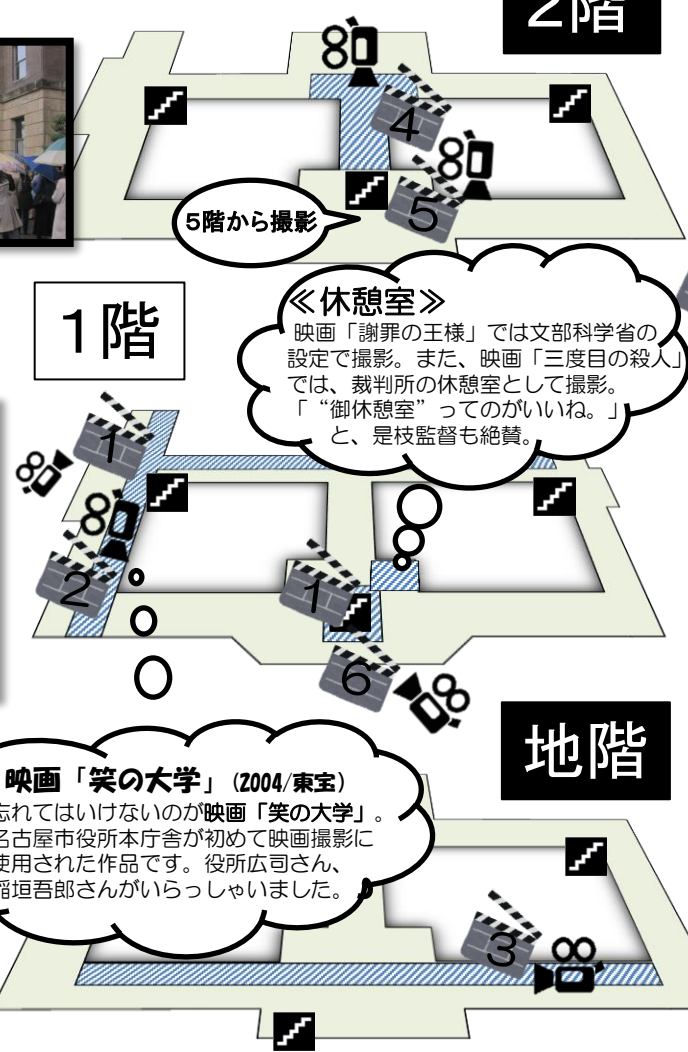 2階
4
5
5階から撮影
1階
≪休憩室≫
映画「謝罪の王様」では文部科学省の
設定で撮影。また、映画「三度目の殺人」
では、裁判所の休憩室として撮影。
「“御休憩室”ってのがいいね。」
と、是枝監督も絶賛。
1
2
1
6
地階
映画「笑の大学」(2004/東宝)
忘れてはいけないのが映画「笑の大学」。
名古屋市役所本庁舎が初めて映画撮影に
使用された作品です。役所広司さん、
稲垣吾郎さんがいらっしゃいました。
3